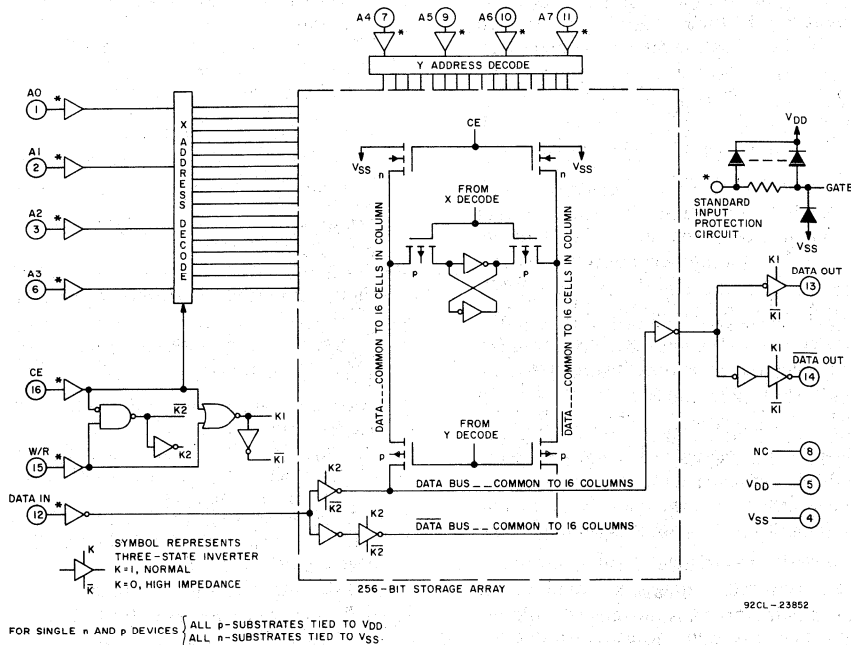 A4 7 *
A5 9 *
A6 10 *
A7 11 *
Y ADDRESS DECODE
A0
1 *
A1
2 *
A2
3 *
A3
6 *
X ADDRESS DECODE
CE
16 *
W/R
15 *
DATA IN
12 *
K2
K2
K1
K1
CE
VSS
n
VSS
n
FROM
X DECODE
p
p
DATA___COMMON TO 16 CELLS IN COLUMN
DATA___COMMON TO 16 CELLS IN COLUMN
FROM
Y DECODE
p
p
K2
K2
DATA BUS __ COMMON TO 16 COLUMNS
K2
K2
DATA BUS __ COMMON TO 16 COLUMNS
256-BIT STORAGE ARRAY
VDD
*
GATE
STANDARD
INPUT
PROTECTION
CIRCUIT
VSS
K1
DATA OUT
13
K1
K1
DATA OUT
14
K1
NC 8
VDD 5
VSS 4
K
K
SYMBOL REPRESENTS
THREE-STATE INVERTER
K=1, NORMAL
K=0, HIGH IMPEDANCE
92CL-23852
FOR SINGLE n AND p DEVICES { ALL p-SUBSTRATES TIED TO VDD.
ALL n-SUBSTRATES TIED TO VSS.